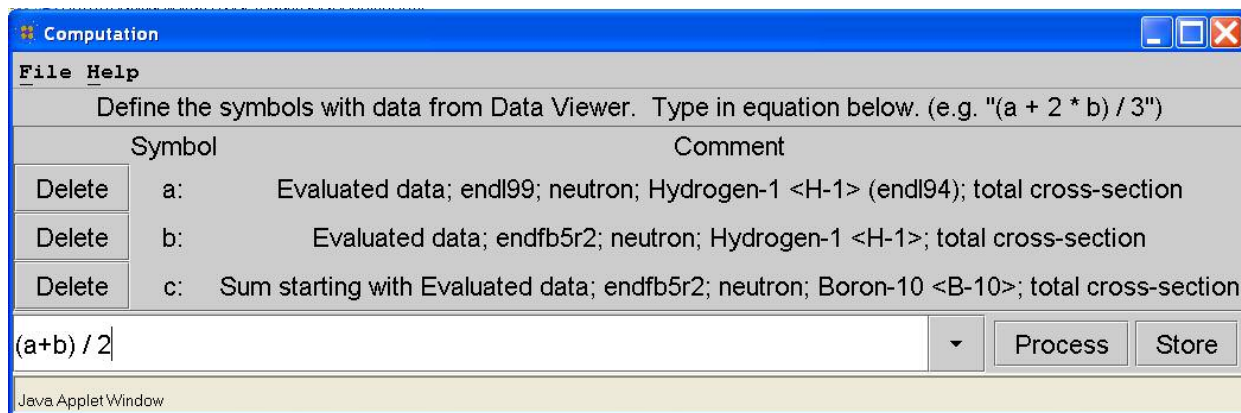 Computation
File Help
Define the symbols with data from Data Viewer. Type in equation below. (e.g. "(a + 2 * b) / 3")
Symbol Comment
Delete a: Evaluated data; endl99; neutron; Hydrogen-1 <H-1> (endl94); total cross-section
Delete b: Evaluated data; endfb5r2; neutron; Hydrogen-1 <H-1>; total cross-section
Delete c: Sum starting with Evaluated data; endfb5r2; neutron; Boron-10 <B-10>; total cross-section
(a+b) / 2 Process Store
Java Applet Window